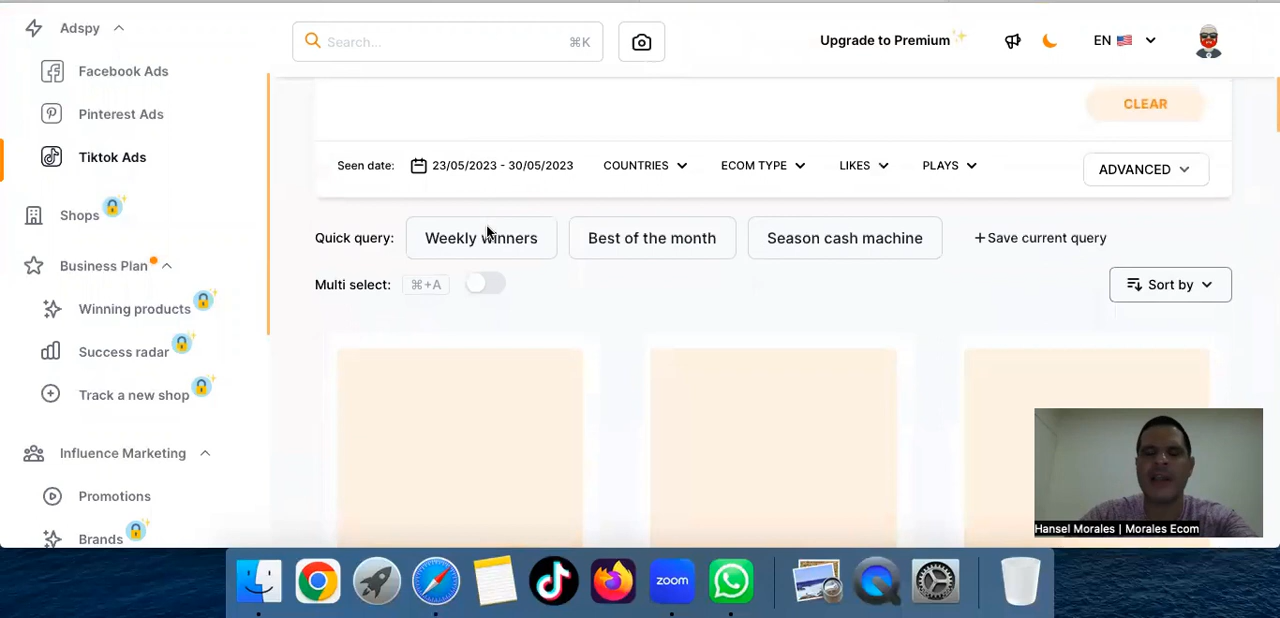 Adspy
Search...
⌘K
Upgrade to Premium
EN
Facebook Ads
Pinterest Ads
Tiktok Ads
Shops
Business Plan
Winning products
Success radar
Track a new shop
Influence Marketing
Promotions
Brands
CLEAR
Seen date: 23/05/2023 - 30/05/2023 COUNTRIES ECOM TYPE LIKES PLAYS ADVANCED
Quick query: Weekly winners Best of the month Season cash machine +Save current query
Multi select: ⌘+A Sort by
Hansel Morales | Morales Ecom
zoom